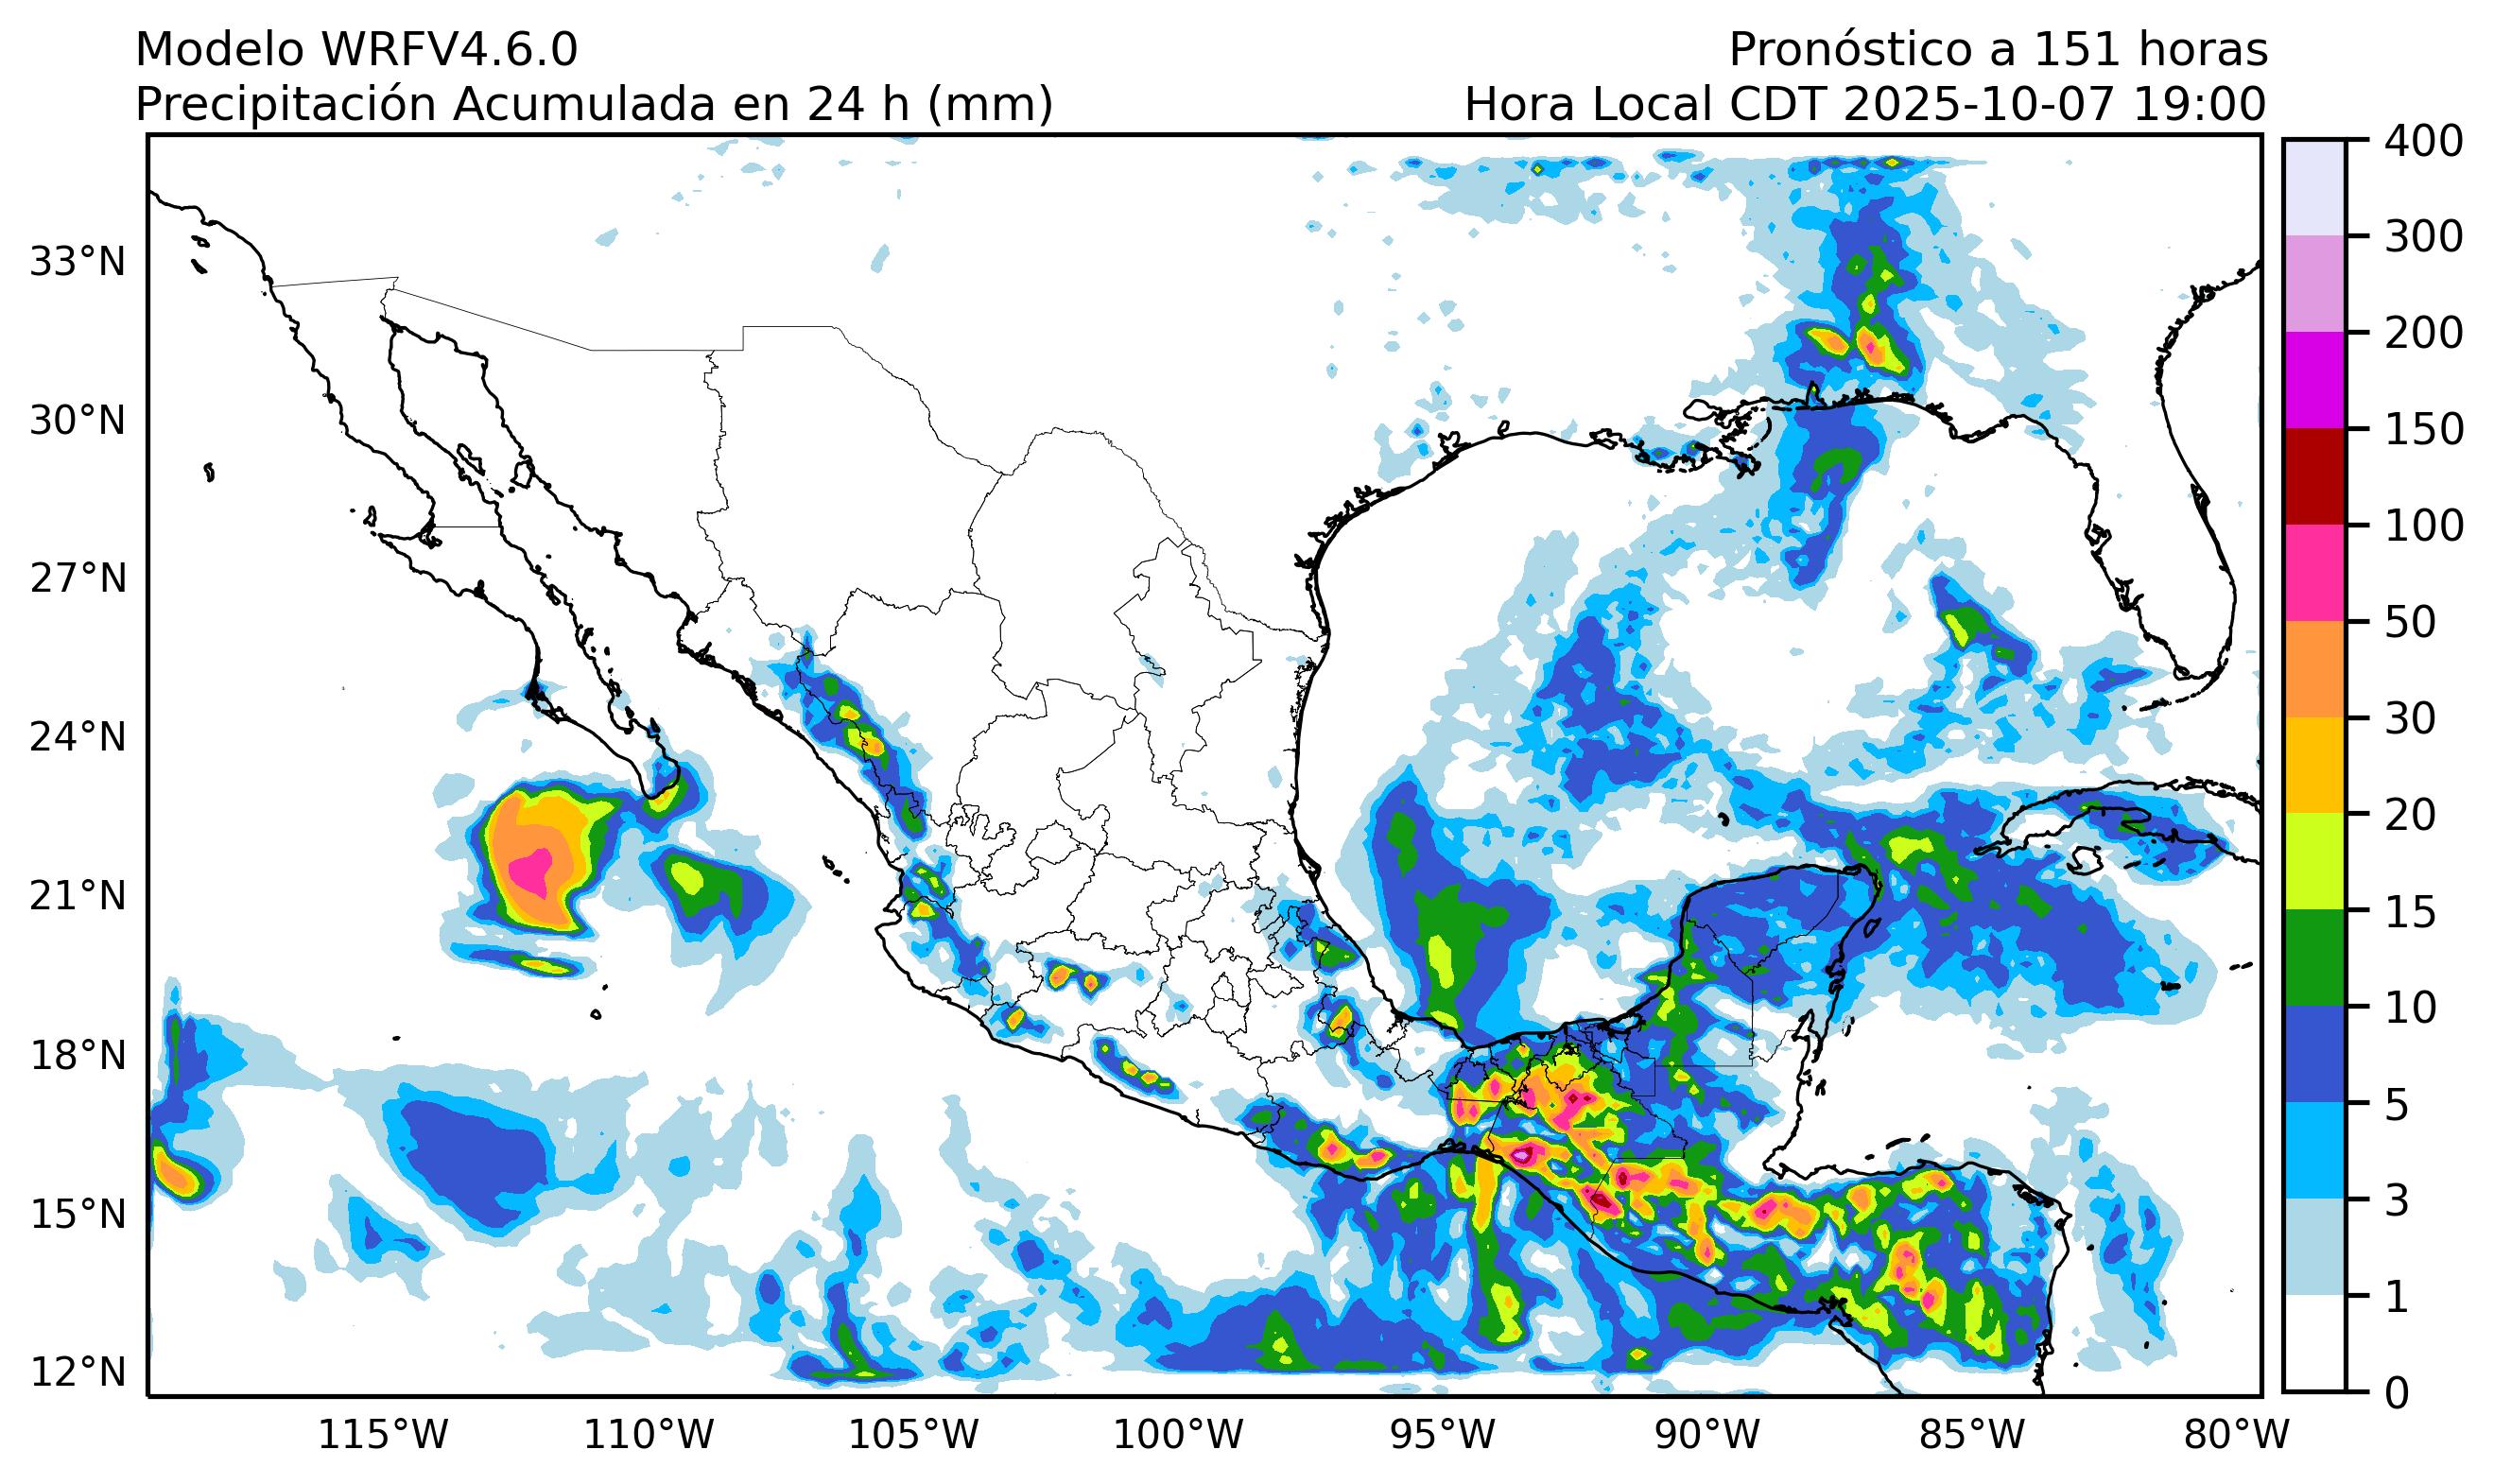 Modelo WRFV4.6.0
Pronóstico a 151 horas
Precipitación Acumulada en 24 h (mm)
Hora Local CDT 2025-10-07 19:00
33°N
30°N
27°N
24°N
21°N
18°N
15°N
12°N
115°W
110°W
105°W
100°W
95°W
90°W
85°W
80°W
400
300
200
150
100
50
30
20
15
10
5
3
1
0